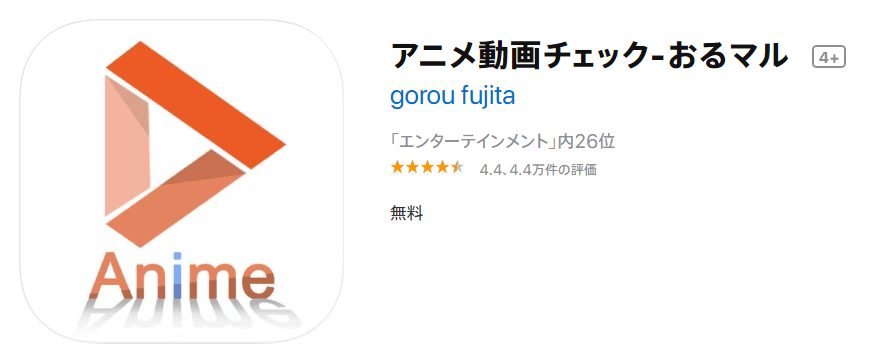 Anime
アニメ動画チェック-おるマル 4+
gorou fujita
「エンターテインメント」内26位
4.4、4.4万件の評価
無料